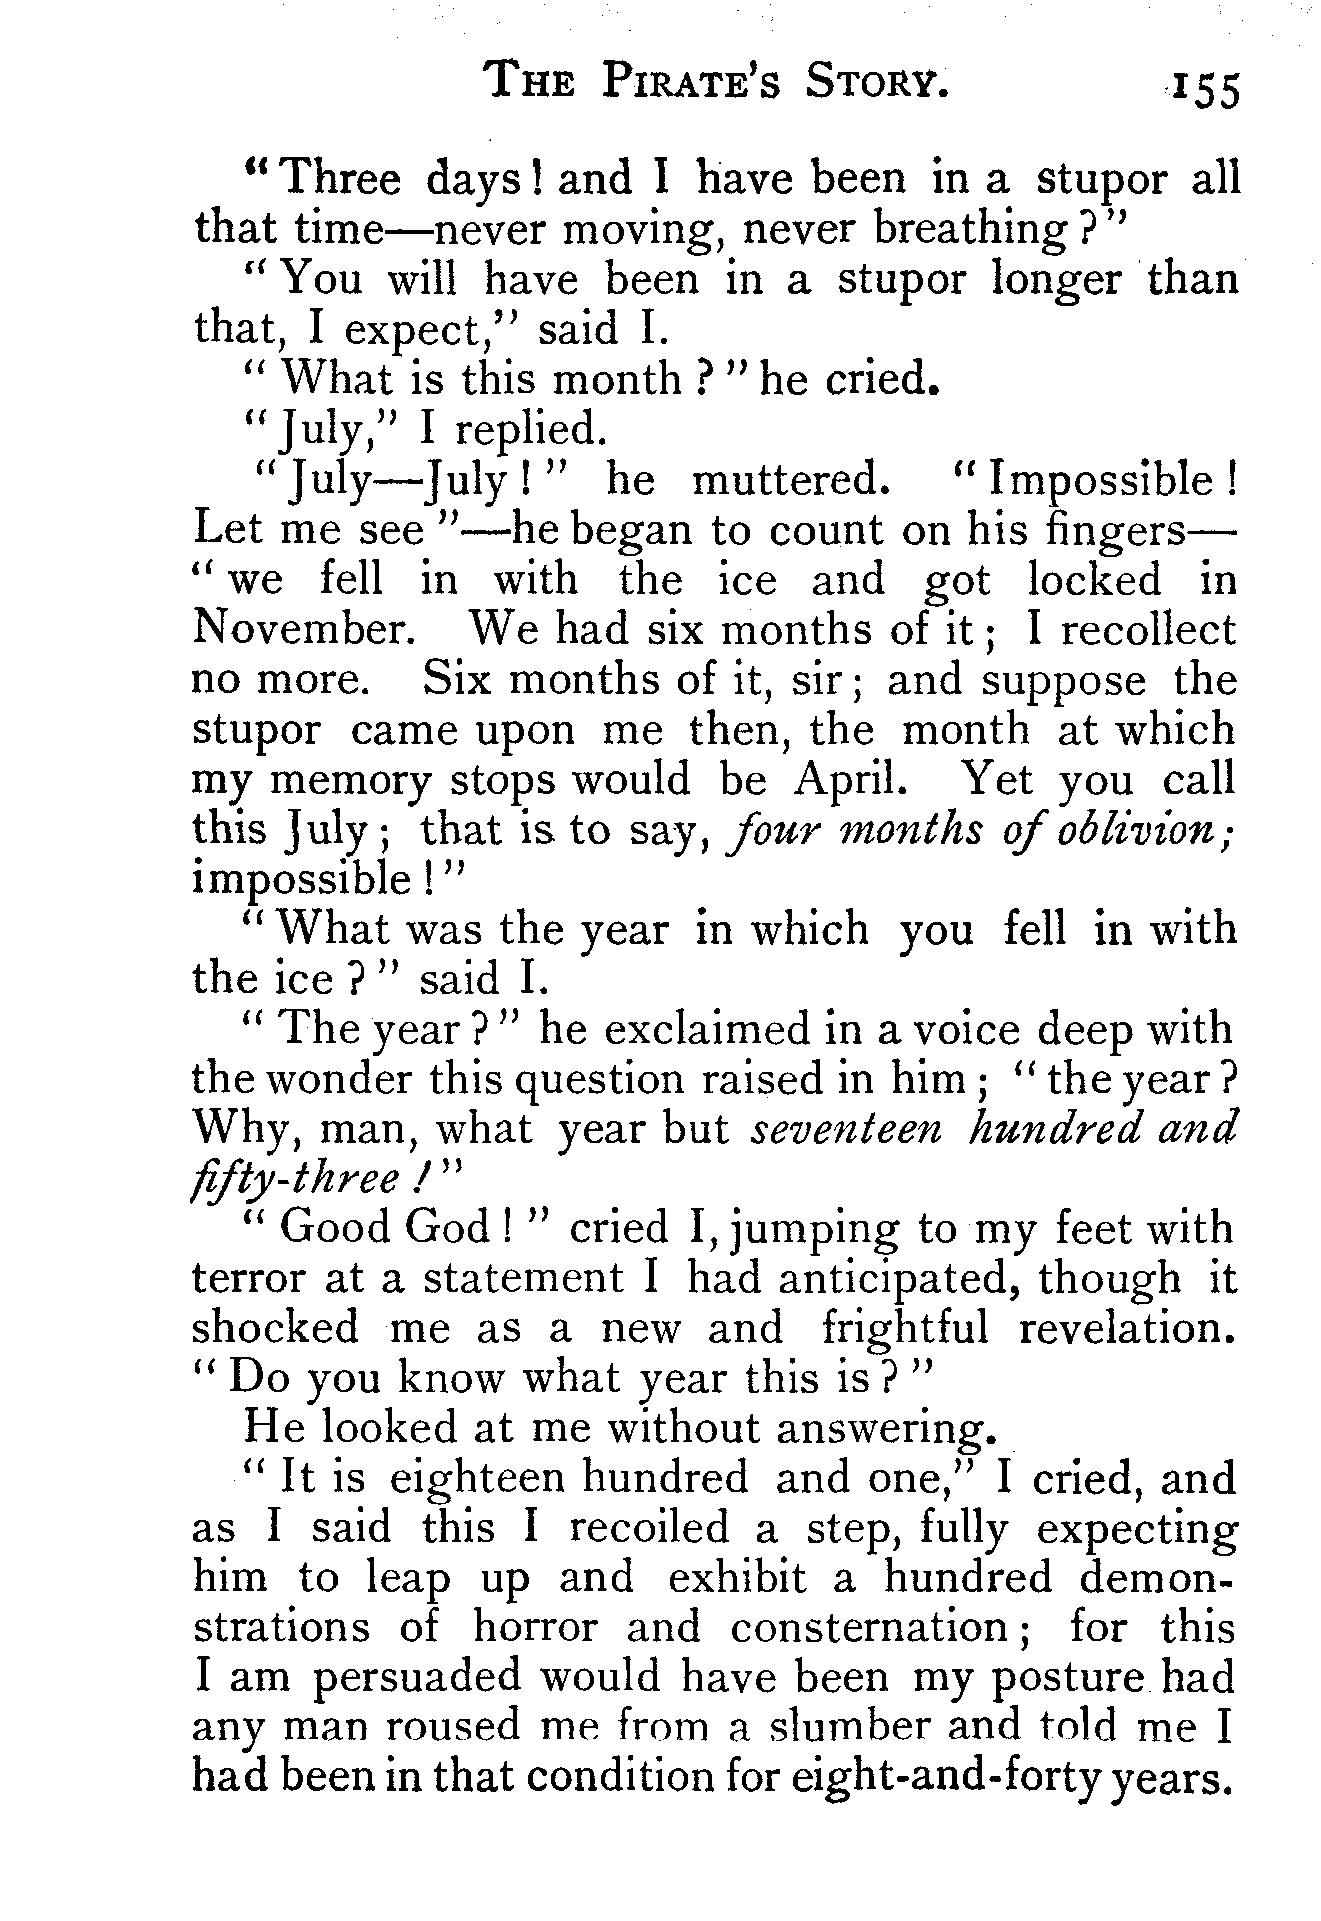 THE PIRATE'S STORY. 155
"Three days! and I have been in a stupor all
that time—never moving, never breathing?"
"You will have been in a stupor longer than
that, I expect," said I.
"What is this month?" he cried.
"July," I replied.
"July—July!" he muttered. "Impossible!
Let me see"—he began to count on his fingers—
"we fell in with the ice and got locked in
November. We had six months of it; I recollect
no more. Six months of it, sir; and suppose the
stupor came upon me then, the month at which
my memory stops would be April. Yet you call
this July; that is to say, four months of oblivion;
impossible!"
"What was the year in which you fell in with
the ice?" said I.
"The year?" he exclaimed in a voice deep with
the wonder this question raised in him; "the year?
Why, man, what year but seventeen hundred and
fifty-three!"
"Good God!" cried I, jumping to my feet with
terror at a statement I had anticipated, though it
shocked me as a new and frightful revelation.
"Do you know what year this is?"
He looked at me without answering.
"It is eighteen hundred and one," I cried, and
as I said this I recoiled a step, fully expecting
him to leap up and exhibit a hundred demon-
strations of horror and consternation; for this
I am persuaded would have been my posture had
any man roused me from a slumber and told me I
had been in that condition for eight-and-forty years.